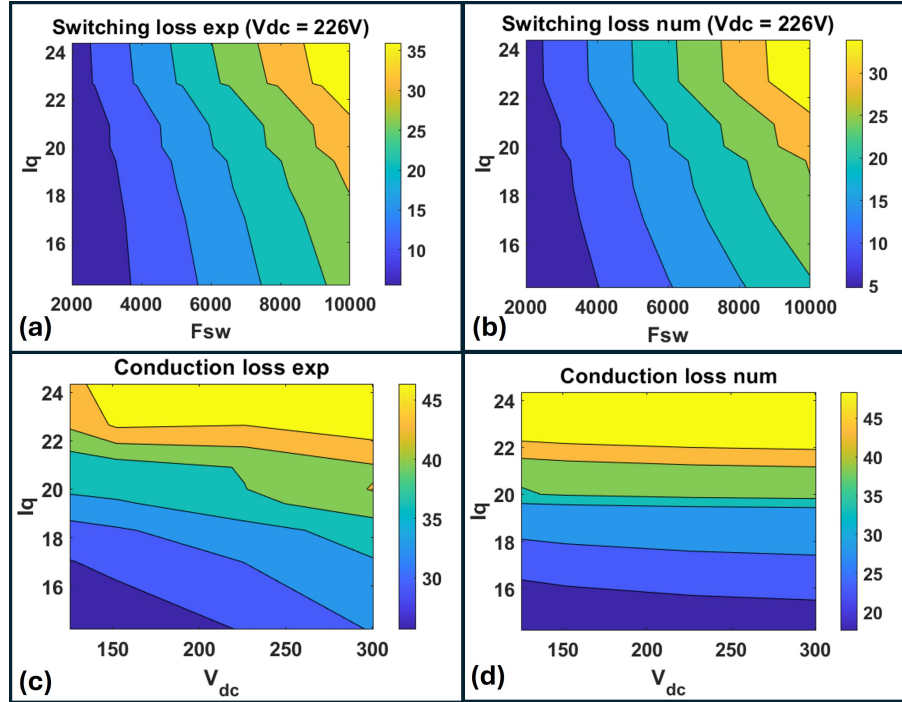 Switching loss exp (Vdc = 226V)
24
22
20
18
16
Iq
2000 4000 6000 8000 10000
Fsw
35
30
25
20
15
10
(a)
Switching loss num (Vdc = 226V)
24
22
20
18
16
Iq
2000 4000 6000 8000 10000
Fsw
30
25
20
15
10
5
(b)
Conduction loss exp
24
22
20
18
16
Iq
150 200 250 300
V_dc
45
40
35
30
(c)
Conduction loss num
24
22
20
18
16
Iq
150 200 250 300
V_dc
45
40
35
30
25
20
(d)